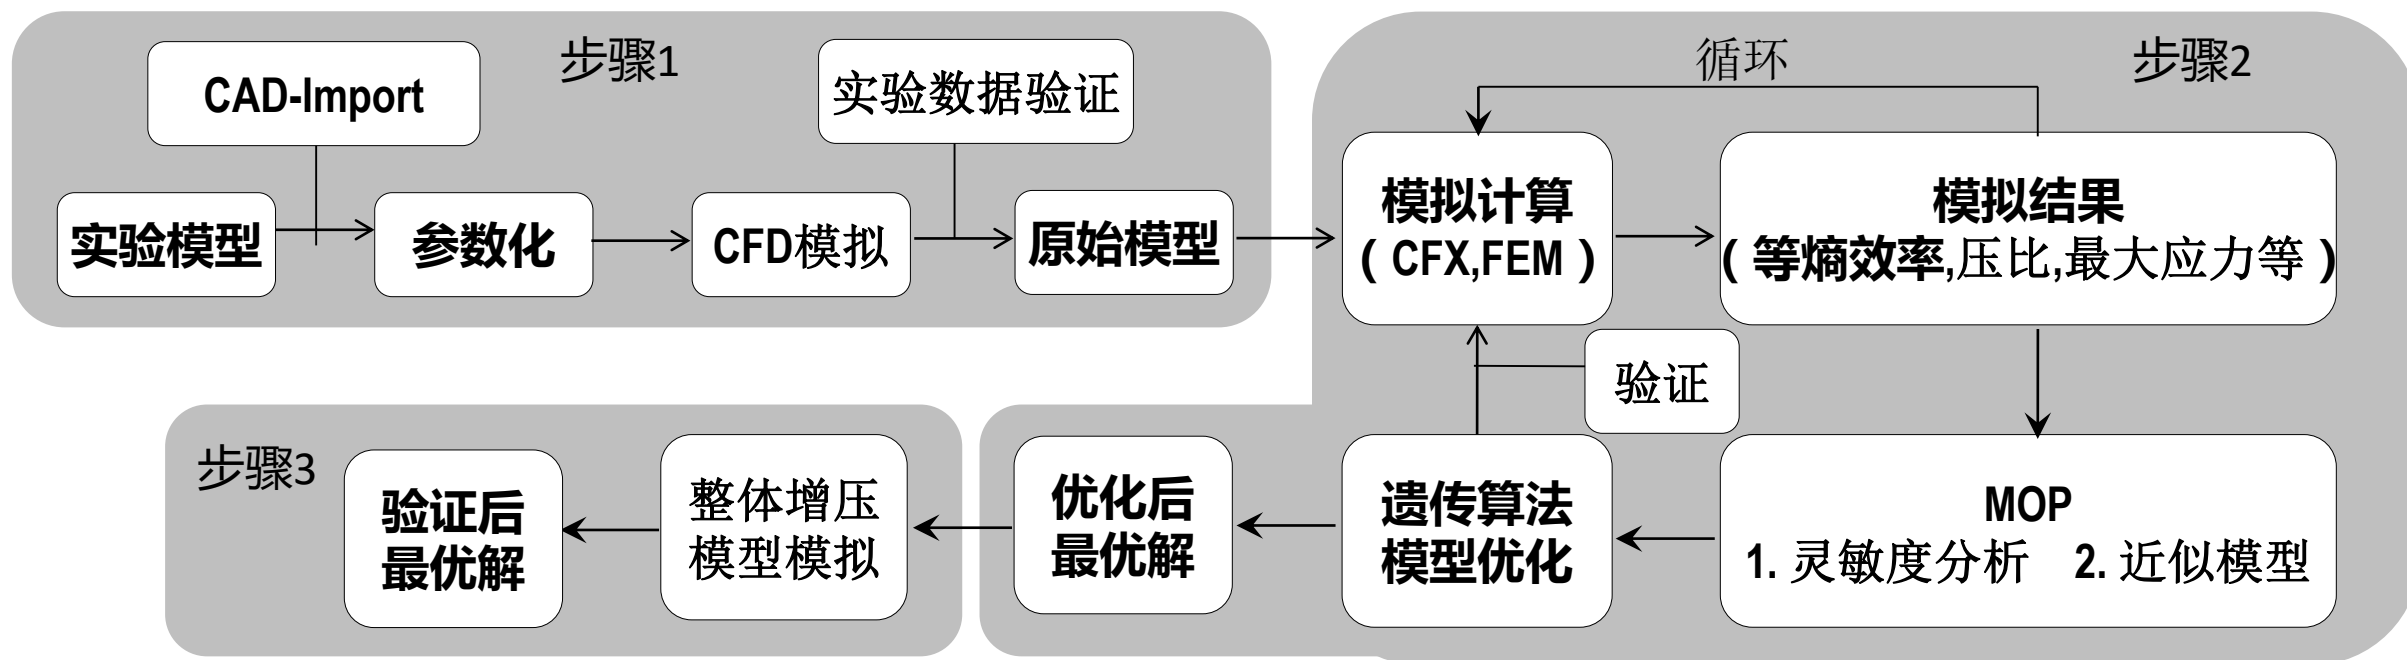 步骤1
CAD-Import
实验数据验证
实验模型
参数化
CFD模拟
原始模型
步骤2
循环
模拟计算
(CFX,FEM)
模拟结果
(等熵效率,压比,最大应力等)
验证
MOP
1. 灵敏度分析 2. 近似模型
遗传算法
模型优化
优化后
最优解
步骤3
整体增压
模型模拟
验证后
最优解